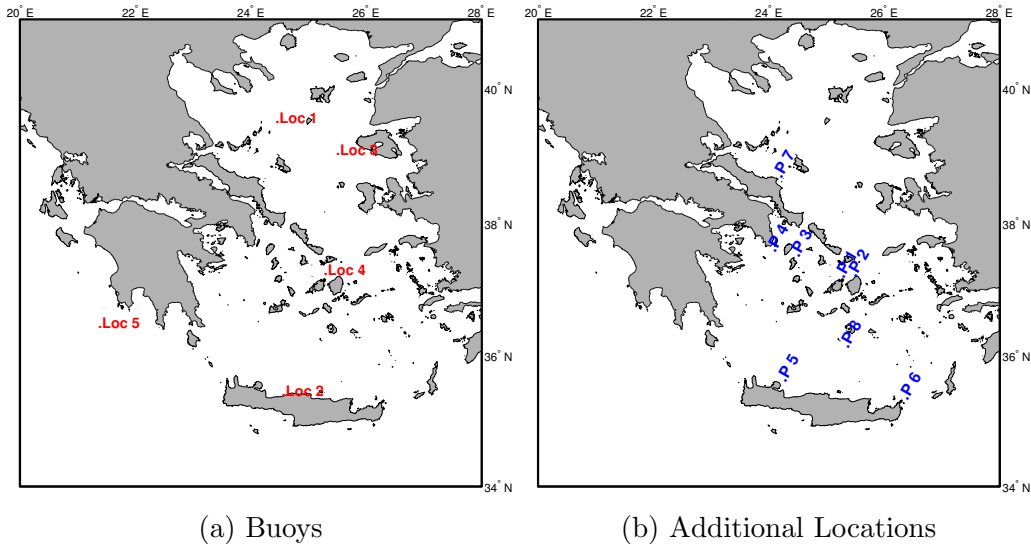 20° E 22° E 24° E 26° E 28° E 20° E 22° E 24° E 26° E 28° E
40° N 40° N
.Loc 1
.Loc 3
.P 7
38° N 38° N
.P 4 .P 3
.Loc 4 .P 1 .P 2
.Loc 5
.P 8
36° N 36° N
.P 5
.Loc 2 .P 6
34° N 34° N
(a) Buoys (b) Additional Locations